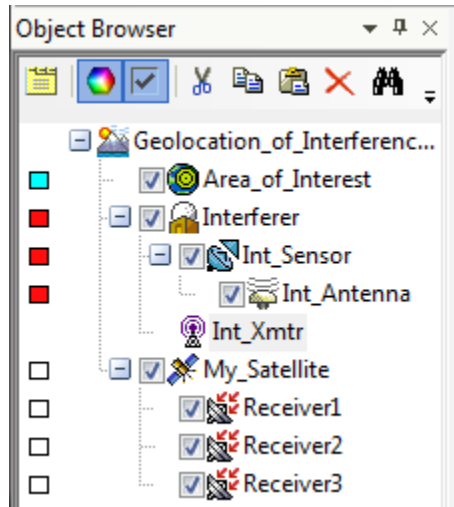 Object Browser
Geolocation_of_Interferenc...
Area_of_Interest
Interferer
Int_Sensor
Int_Antenna
Int_Xmtr
My_Satellite
Receiver1
Receiver2
Receiver3